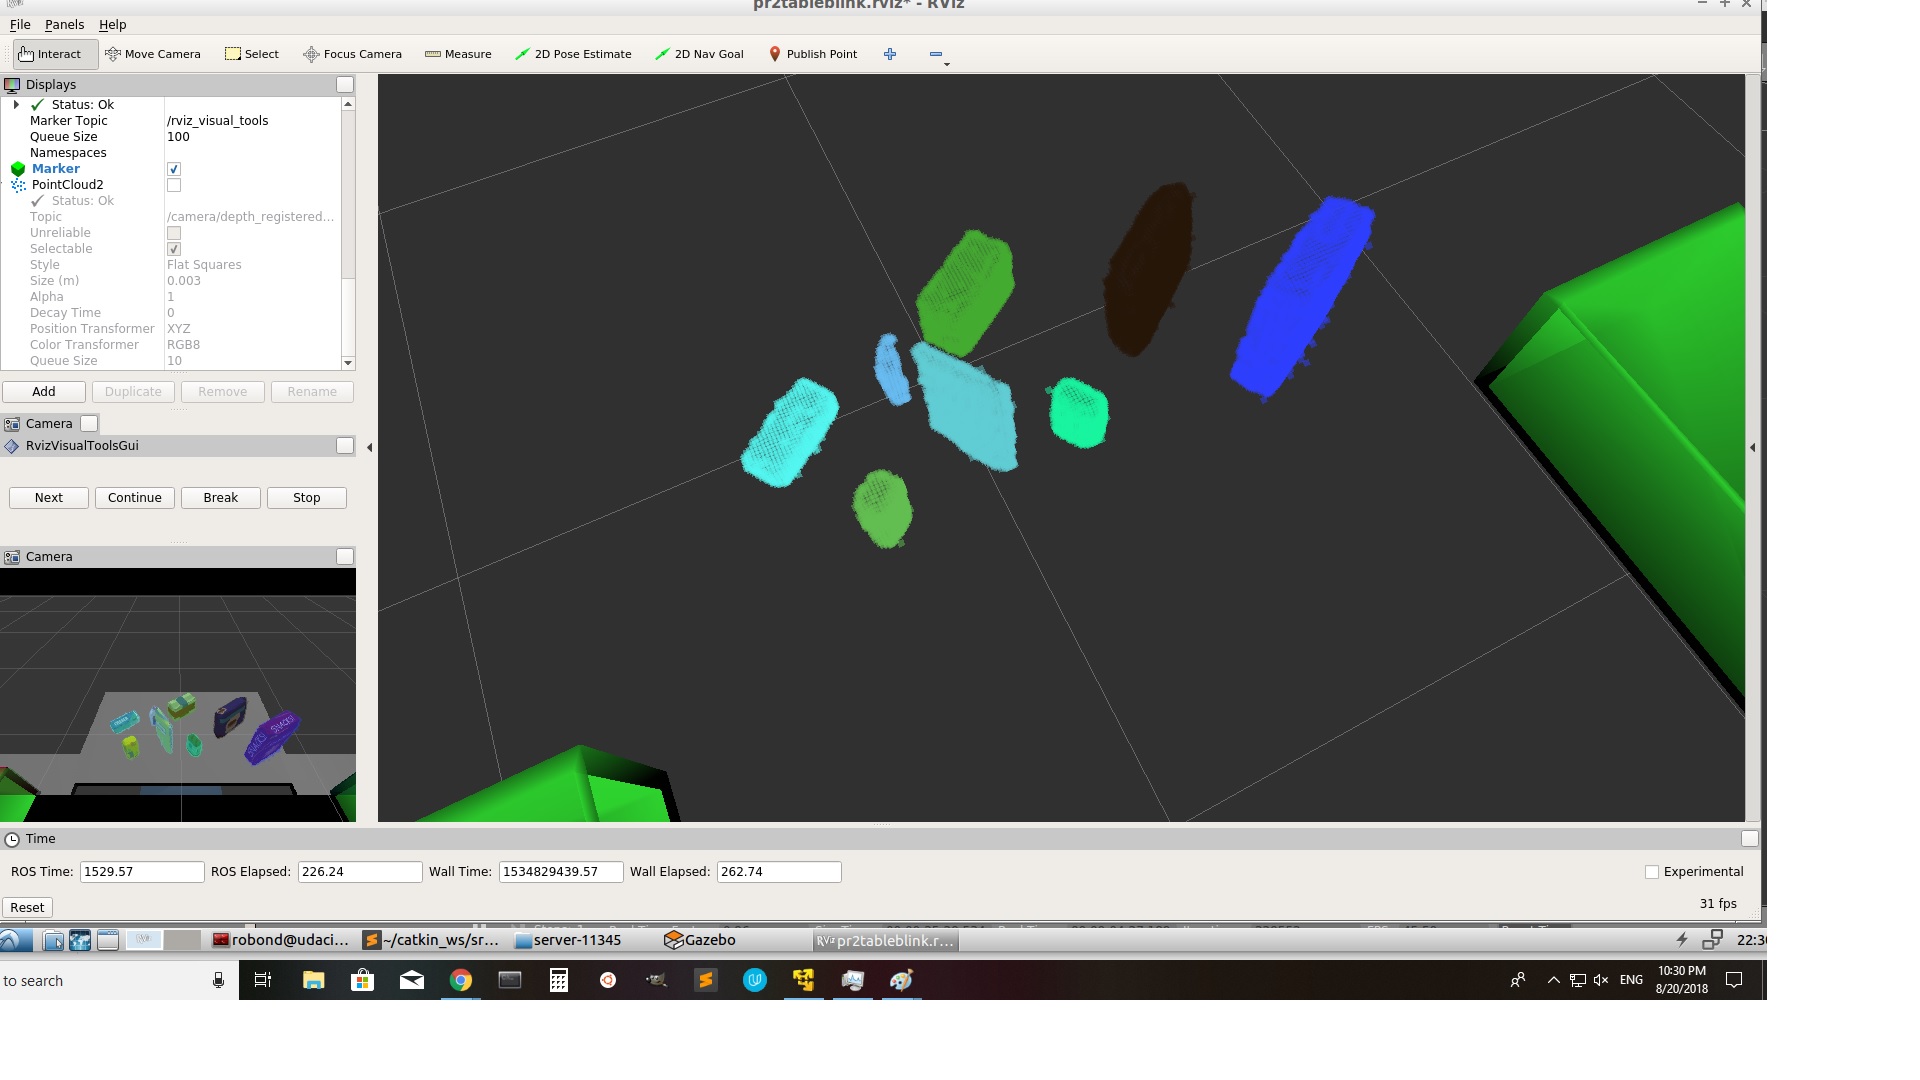 pr2tableblink.rviz* - RViz
File Panels Help
Interact Move Camera Select Focus Camera Measure 2D Pose Estimate 2D Nav Goal Publish Point
Displays
Status: Ok
Marker Topic /rviz_visual_tools
Queue Size 100
Namespaces
Marker
PointCloud2
Status: Ok
Topic /camera/depth_registered...
Unreliable
Selectable
Style Flat Squares
Size (m) 0.003
Alpha 1
Decay Time 0
Position Transformer XYZ
Color Transformer RGB8
Queue Size 10
Add Duplicate Remove Rename
Camera
RvizVisualToolsGui
Next Continue Break Stop
Camera
SNACKS
SNACKS
Time
ROS Time: 1529.57 ROS Elapsed: 226.24 Wall Time: 1534829439.57 Wall Elapsed: 262.74 Experimental
Reset 31 fps
robond@udaci... ~/catkin_ws/sr... server-11345 Gazebo pr2tableblink.r... 22:30
to search ENG 10:30 PM
8/20/2018